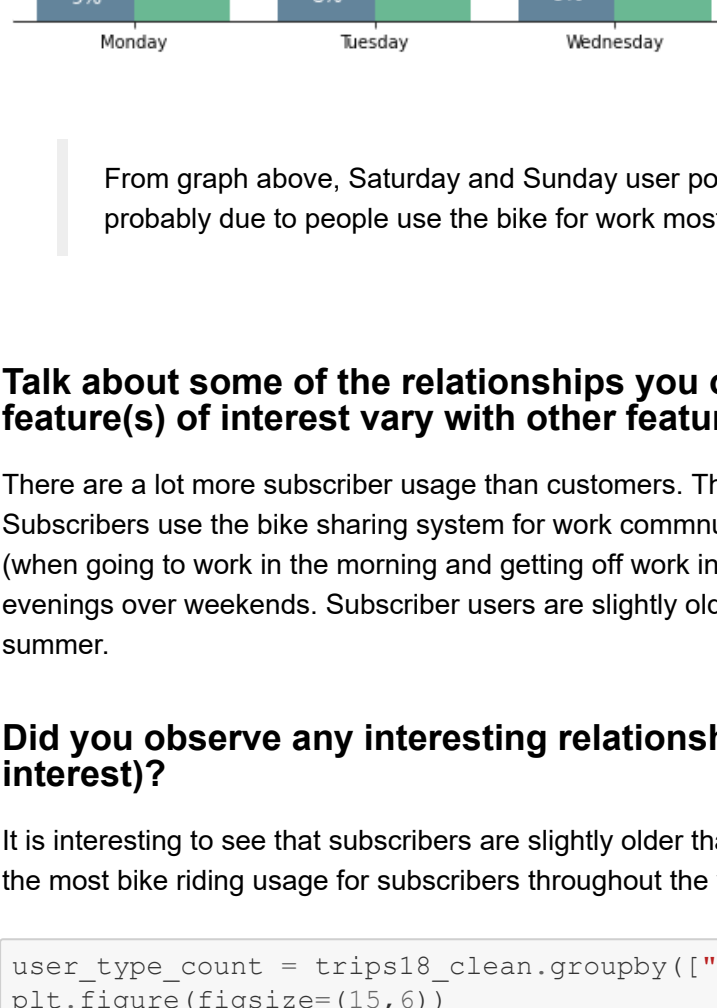 Monday Tuesday Wednesday
From graph above, Saturday and Sunday user po
probably due to people use the bike for work most
Talk about some of the relationships you
feature(s) of interest vary with other featur
There are a lot more subscriber usage than customers. Th
Subscribers use the bike sharing system for work commnu
(when going to work in the morning and getting off work in
evenings over weekends. Subscriber users are slightly old
summer.
Did you observe any interesting relationsh
interest)?
It is interesting to see that subscribers are slightly older tha
the most bike riding usage for subscribers throughout the
user_type_count = trips18_clean.groupby(["
plt.figure(figsize=(15,6))